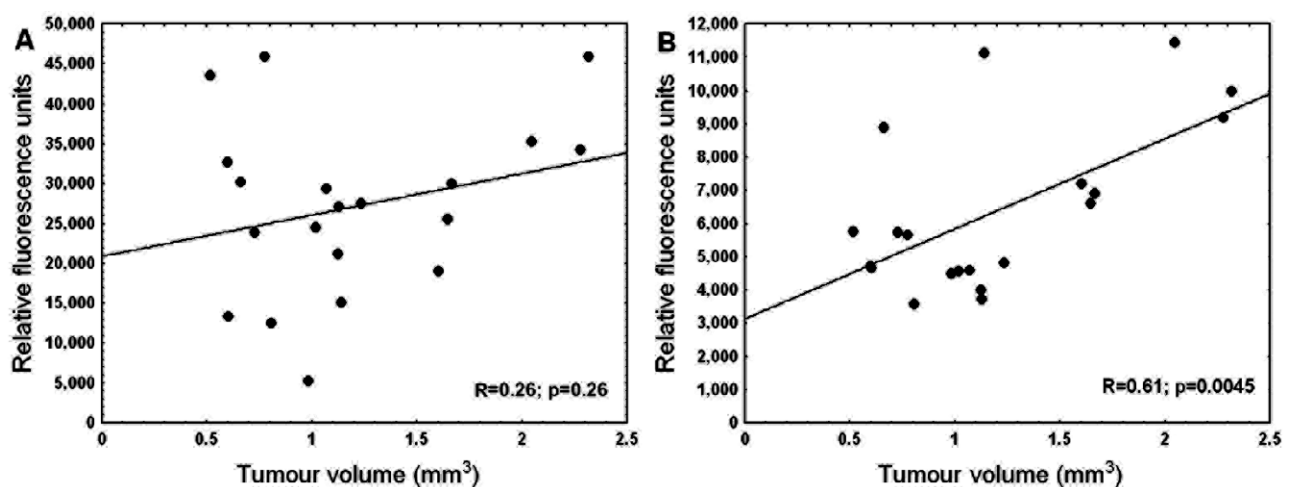 A
50,000
45,000
40,000
35,000
30,000
25,000
20,000
15,000
10,000
5,000
0
Relative fluorescence units
R=0.26; p=0.26
0 0.5 1 1.5 2 2.5
Tumour volume (mm³)
B
12,000
11,000
10,000
9,000
8,000
7,000
6,000
5,000
4,000
3,000
2,000
1,000
0
Relative fluorescence units
R=0.61; p=0.0045
0 0.5 1 1.5 2 2.5
Tumour volume (mm³)